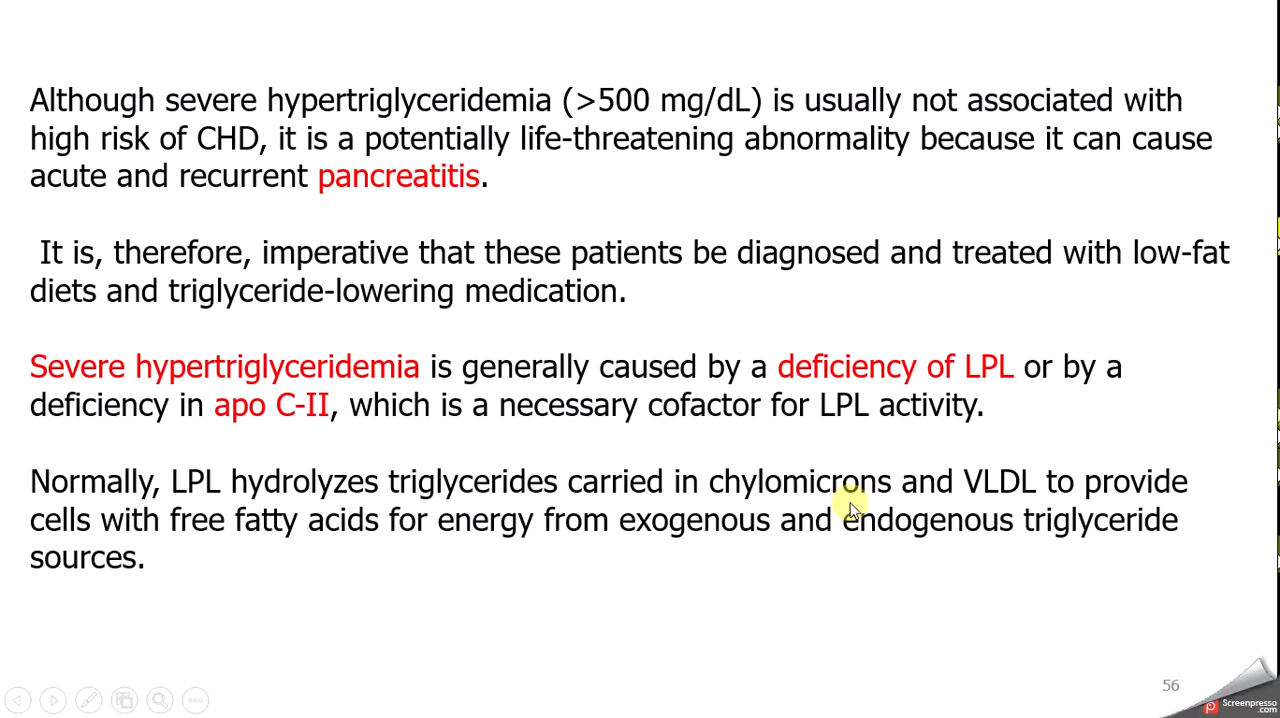 Although severe hypertriglyceridemia (>500 mg/dL) is usually not associated with
high risk of CHD, it is a potentially life-threatening abnormality because it can cause
acute and recurrent pancreatitis.
It is, therefore, imperative that these patients be diagnosed and treated with low-fat
diets and triglyceride-lowering medication.
Severe hypertriglyceridemia is generally caused by a deficiency of LPL or by a
deficiency in apo C-II, which is a necessary cofactor for LPL activity.
Normally, LPL hydrolyzes triglycerides carried in chylomicrons and VLDL to provide
cells with free fatty acids for energy from exogenous and endogenous triglyceride
sources.
56
Screenpresso
.com